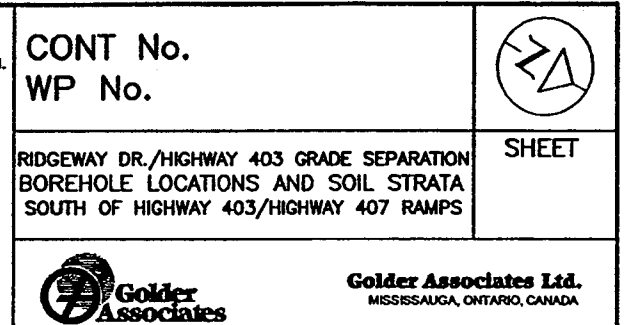 CONT No.
WP No.
N
RIDGEWAY DR./HIGHWAY 403 GRADE SEPARATION
BOREHOLE LOCATIONS AND SOIL STRATA
SOUTH OF HIGHWAY 403/HIGHWAY 407 RAMPS
SHEET
Golder
Associates
Golder Associates Ltd.
MISSISSAUGA, ONTARIO, CANADA